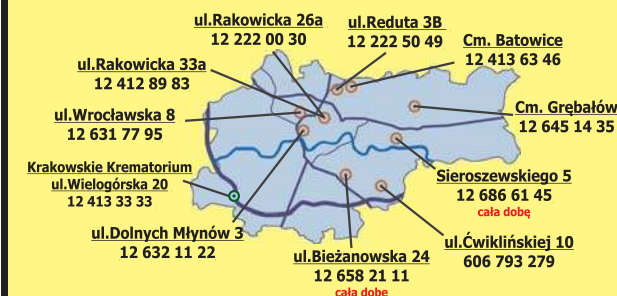 ul.Rakowicka 26a
12 222 00 30
ul.Reduta 3B
12 222 50 49
Cm. Batowice
12 413 63 46
ul.Rakowicka 33a
12 412 89 83
ul.Wrocławska 8
12 631 77 95
Cm. Grębałów
12 645 14 35
Krakowskie Krematorium
ul.Wielogórska 20
12 413 33 33
Sieroszewskiego 5
12 686 61 45
cała dobę
ul.Dolnych Młynów 3
12 632 11 22
ul.Bieżanowska 24
12 658 21 11
cała dobę
ul.Ćwiklińskiej 10
606 793 279